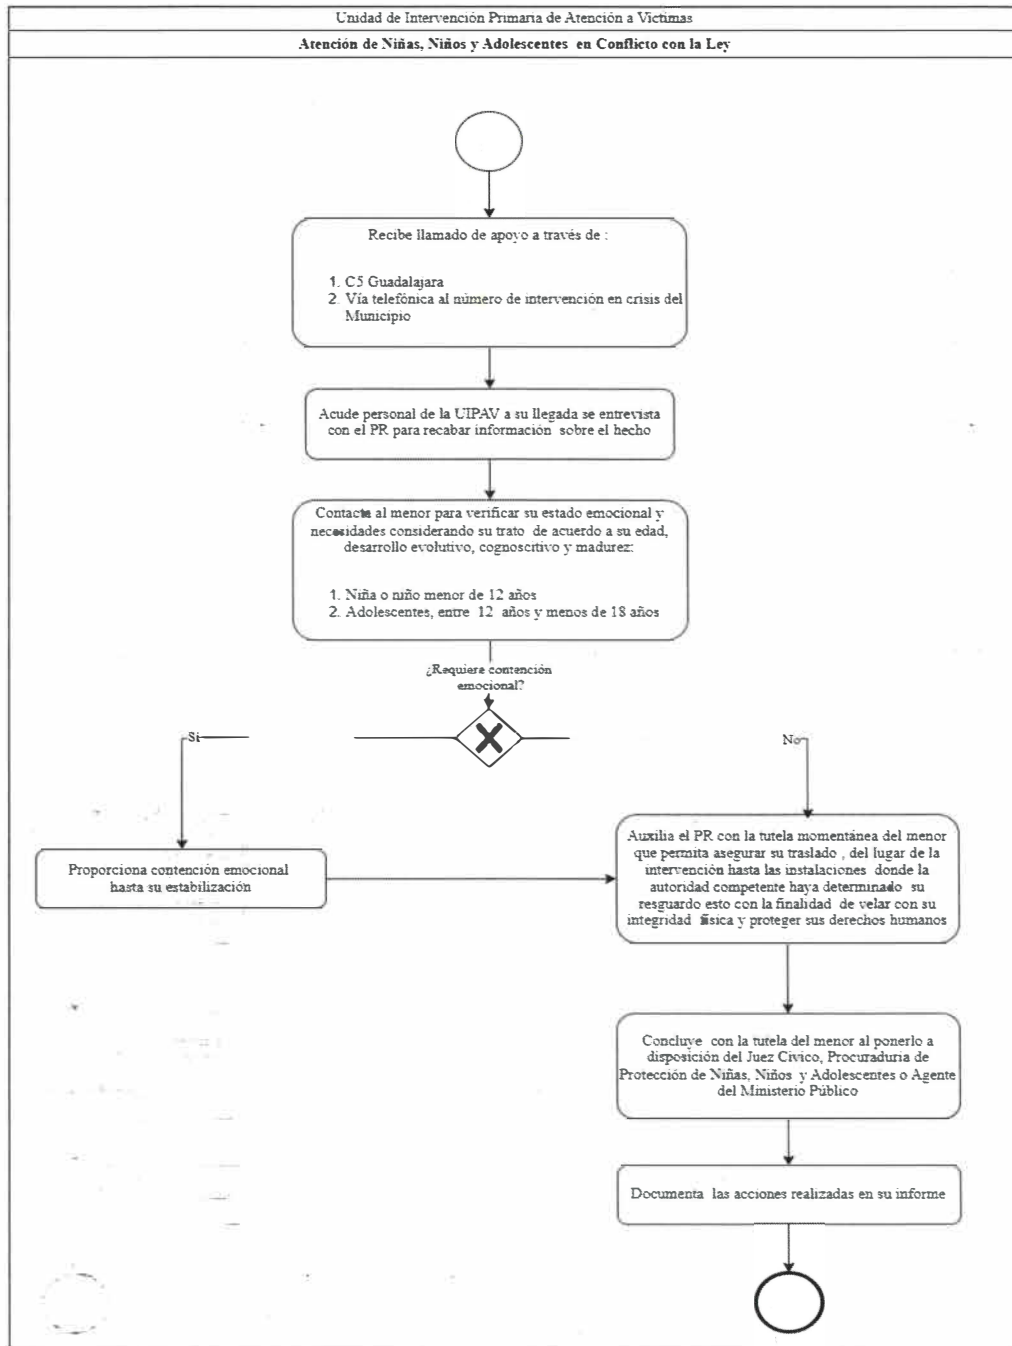 Unidad de Intervención Primaria de Atención a Victimas
Atención de Niñas, Niños y Adolescentes en Conflicto con la Ley
Recibe llamado de apoyo a través de :
1. C5 Guadalajara
2. Vía telefónica al número de intervención en crisis del
Municipio
Acude personal de la UIPAV a su llegada se entrevista
con el PR para recabar información sobre el hecho
Contacta al menor para verificar su estado emocional y
necesidades considerando su trato de acuerdo a su edad,
desarrollo evolutivo, cognoscitivo y madurez:
1. Niña o niño menor de 12 años
2. Adolescentes, entre 12 años y menos de 18 años
¿Requiere contención
emocional?
Si
No
Proporciona contención emocional
hasta su estabilización
Auxilia el PR con la tutela momentánea del menor
que permita asegurar su traslado , del lugar de la
intervención hasta las instalaciones donde la
autoridad competente haya determinado su
resguardo esto con la finalidad de velar con su
integridad física y proteger sus derechos humanos
Concluye con la tutela del menor al ponerlo a
disposición del Juez Cívico, Procuraduria de
Protección de Niñas, Niños y Adolescentes o Agente
del Ministerio Público
Documenta las acciones realizadas en su informe